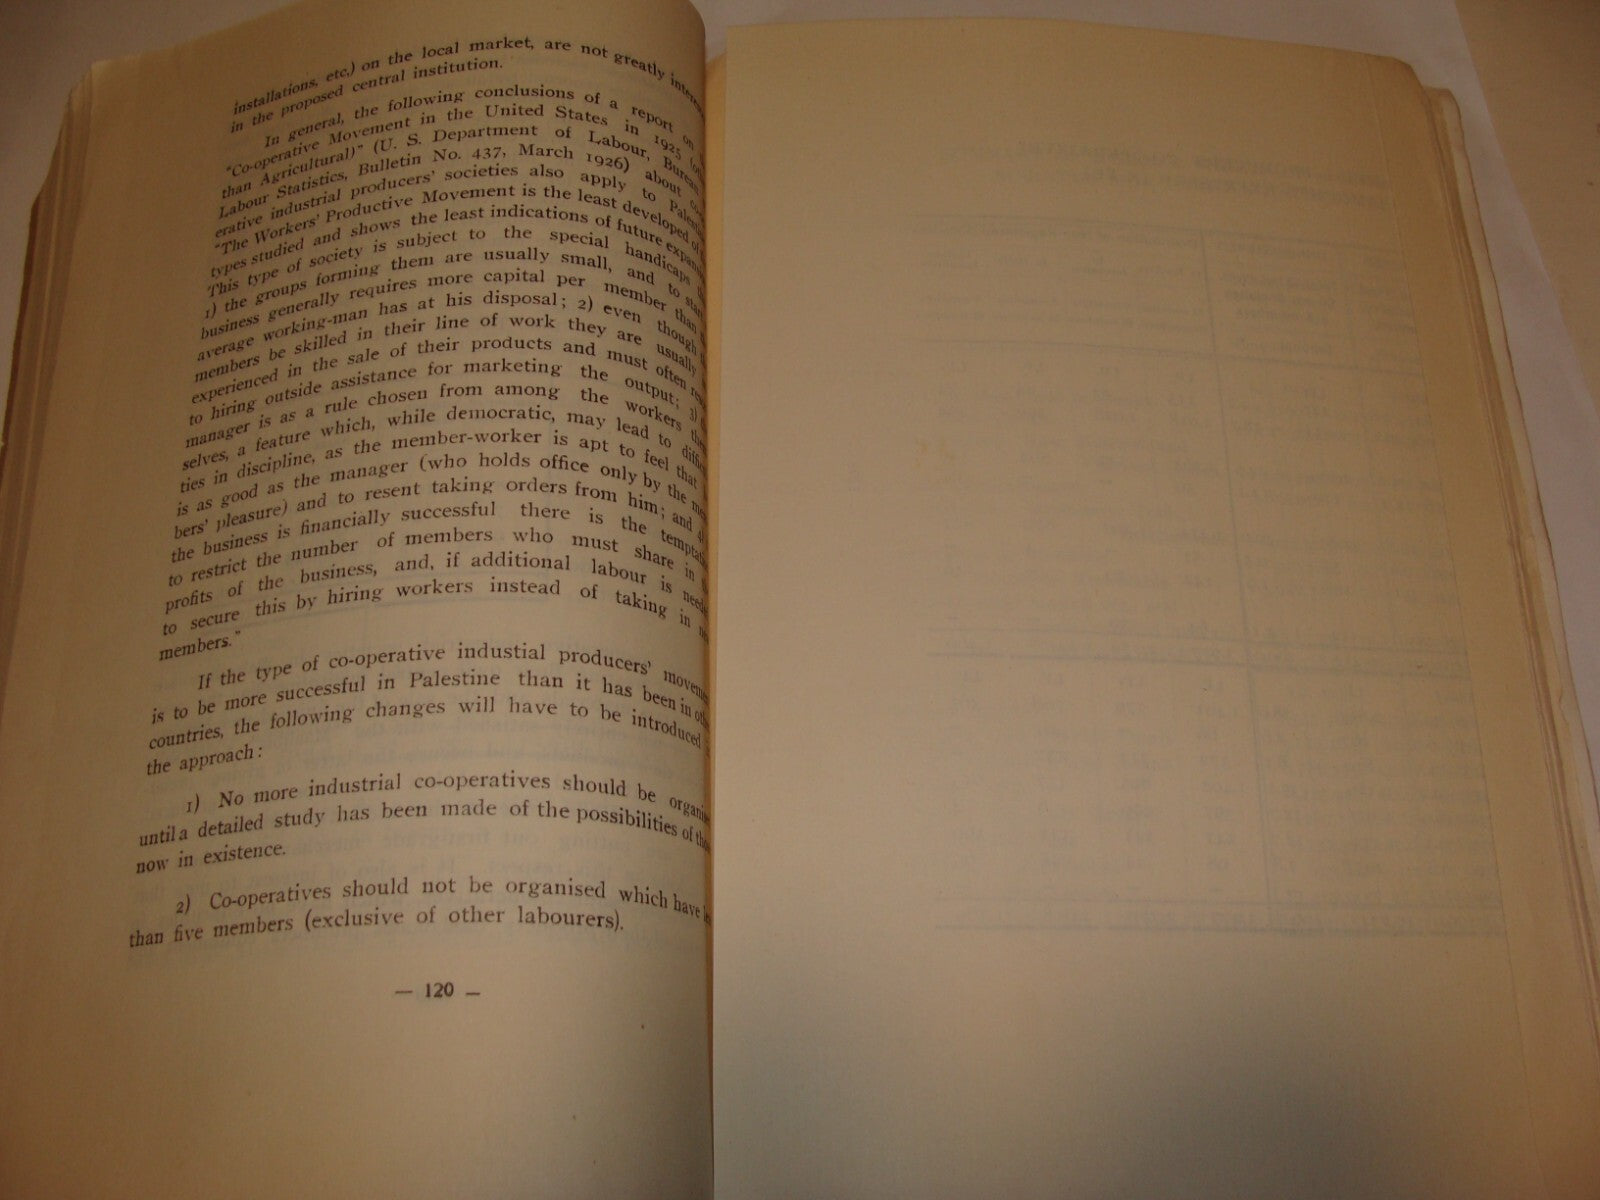 installations, etc.) on the local market, are not greatly
in the proposed central institution.
In general, the following conclusions of a report on
"Co-operative Movement in the United States in 1925
than Agricultural)" (U. S. Department of Labour, Bureau
Labour Statistics, Bulletin No. 437, March 1926) about
erative industrial producers' societies also apply to
"The Workers' Productive Movement is the least developed of
types studied and shows the least indications of future
This type of society is subject to the special handicaps
1) the groups forming them are usually small, and to
business generally requires more capital per member than
average working-man has at his disposal; 2) even though
members be skilled in their line of work they are usually
experienced in the sale of their products and must often
to hiring outside assistance for marketing the output; 3)
manager is as a rule chosen from among the workers
selves, a feature which, while democratic, may lead to
ties in discipline, as the member-worker is apt to feel that
is as good as the manager (who holds office only by the
bers' pleasure) and to resent taking orders from him; and 4)
the business is financially successful there is the
to restrict the number of members who must share in
profits of the business, and, if additional labour is
to secure this by hiring workers instead of taking in
members."
If the type of co-operative industial producers'
is to be more successful in Palestine than it has been in
countries, the following changes will have to be introduced
the approach:
1) No more industrial co-operatives should be
until a detailed study has been made of the possibilities of
now in existence.
2) Co-operatives should not be organised which have
than five members (exclusive of other labourers).
— 120 —